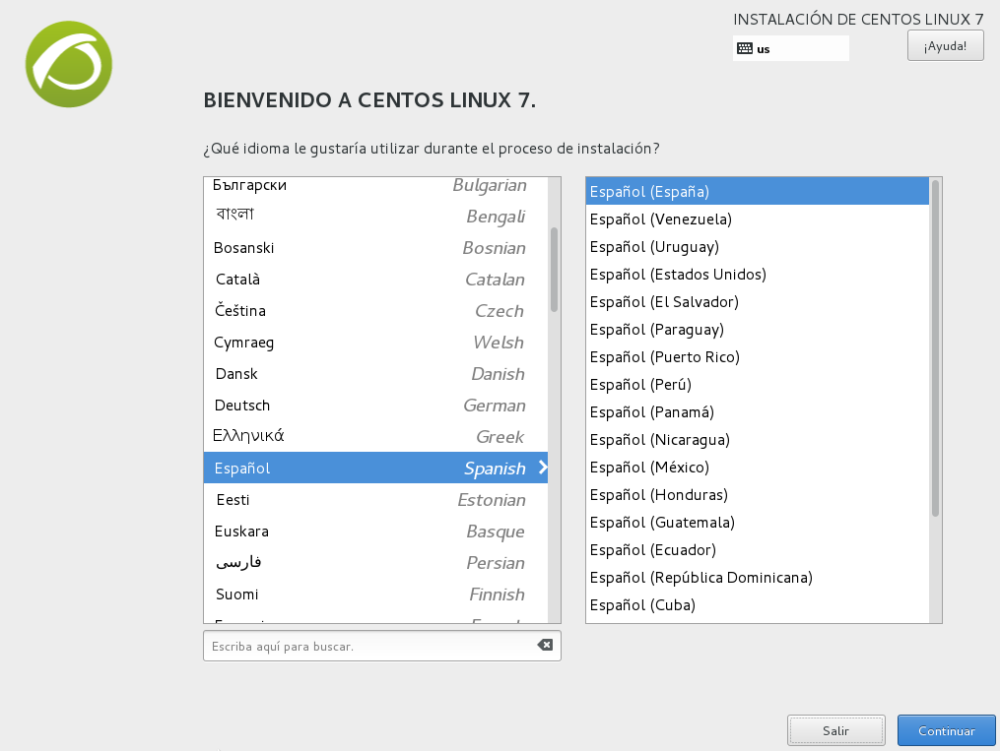 INSTALACIÓN DE CENTOS LINUX 7
us
¡Ayuda!
BIENVENIDO A CENTOS LINUX 7.
¿Qué idioma le gustaría utilizar durante el proceso de instalación?
Български Bulgarian
বাংলা Bengali
Bosanski Bosnian
Català Catalan
Čeština Czech
Cymraeg Welsh
Dansk Danish
Deutsch German
Ελληνικά Greek
Español Spanish
Eesti Estonian
Euskara Basque
فارسی Persian
Suomi Finnish
Escriba aquí para buscar.
Español (España)
Español (Venezuela)
Español (Uruguay)
Español (Estados Unidos)
Español (El Salvador)
Español (Paraguay)
Español (Puerto Rico)
Español (Perú)
Español (Panamá)
Español (Nicaragua)
Español (México)
Español (Honduras)
Español (Guatemala)
Español (Ecuador)
Español (República Dominicana)
Español (Cuba)
Salir
Continuar